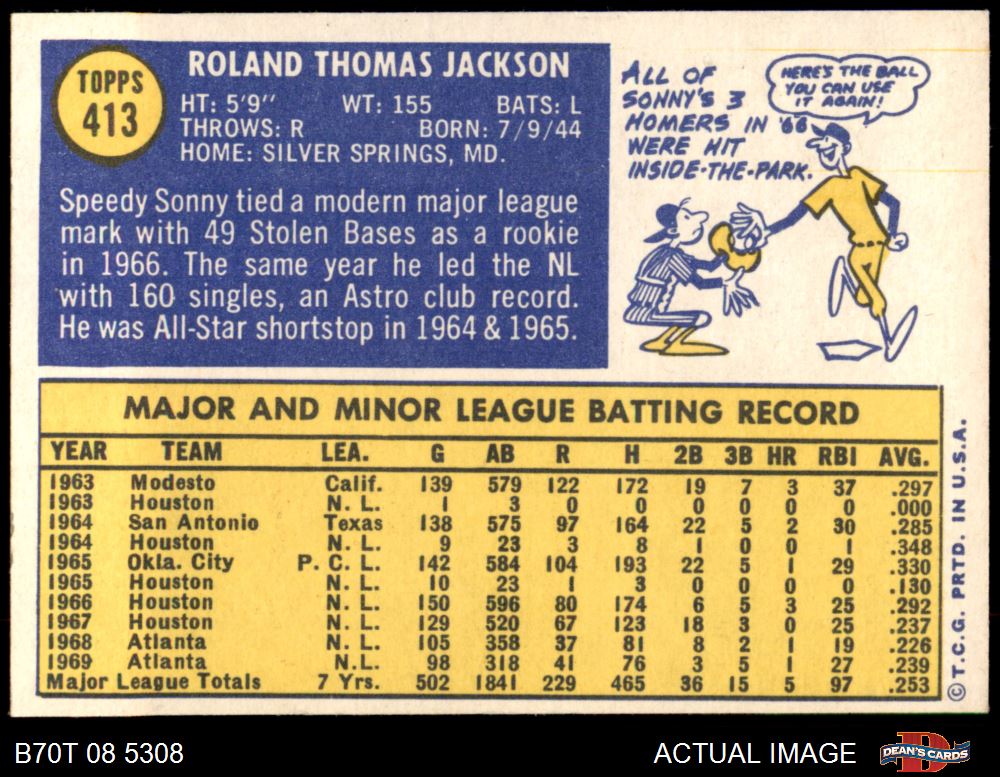 TOPPS
413
ROLAND THOMAS JACKSON
HT: 5'9" WT: 155 BATS: L
THROWS: R BORN: 7/9/44
HOME: SILVER SPRINGS, MD.
Speedy Sonny tied a modern major league
mark with 49 Stolen Bases as a rookie
in 1966. The same year he led the NL
with 160 singles, an Astro club record.
He was All-Star shortstop in 1964 & 1965.
ALL OF
SONNY'S 3
HOMERS IN '66
WERE HIT
INSIDE-THE-PARK.
HERE'S THE BALL
YOU CAN USE
IT AGAIN!
MAJOR AND MINOR LEAGUE BATTING RECORD
YEAR TEAM LEA. G AB R H 2B 3B HR RBI AVG.
1963 Modesto Calif. 139 579 122 172 19 7 3 37 .297
1963 Houston N. L. 1 3 0 0 0 0 0 0 .000
1964 San Antonio Texas 138 575 97 164 22 5 2 30 .285
1964 Houston N. L. 9 23 3 8 1 0 0 1 .348
1965 Okla. City P. C. L. 142 584 104 193 22 5 1 29 .330
1965 Houston N. L. 10 23 1 3 0 0 0 0 .130
1966 Houston N. L. 150 596 80 174 6 5 3 25 .292
1967 Houston N. L. 129 520 67 123 18 3 0 25 .237
1968 Atlanta N. L. 105 358 37 81 8 2 1 19 .226
1969 Atlanta N.L. 98 318 41 76 3 5 1 27 .239
Major League Totals 7 Yrs. 502 1841 229 465 36 15 5 97 .253
© T.C.G. PRTD. IN U.S.A.
B70T 08 5308
ACTUAL IMAGE
DEAN'S CARDS